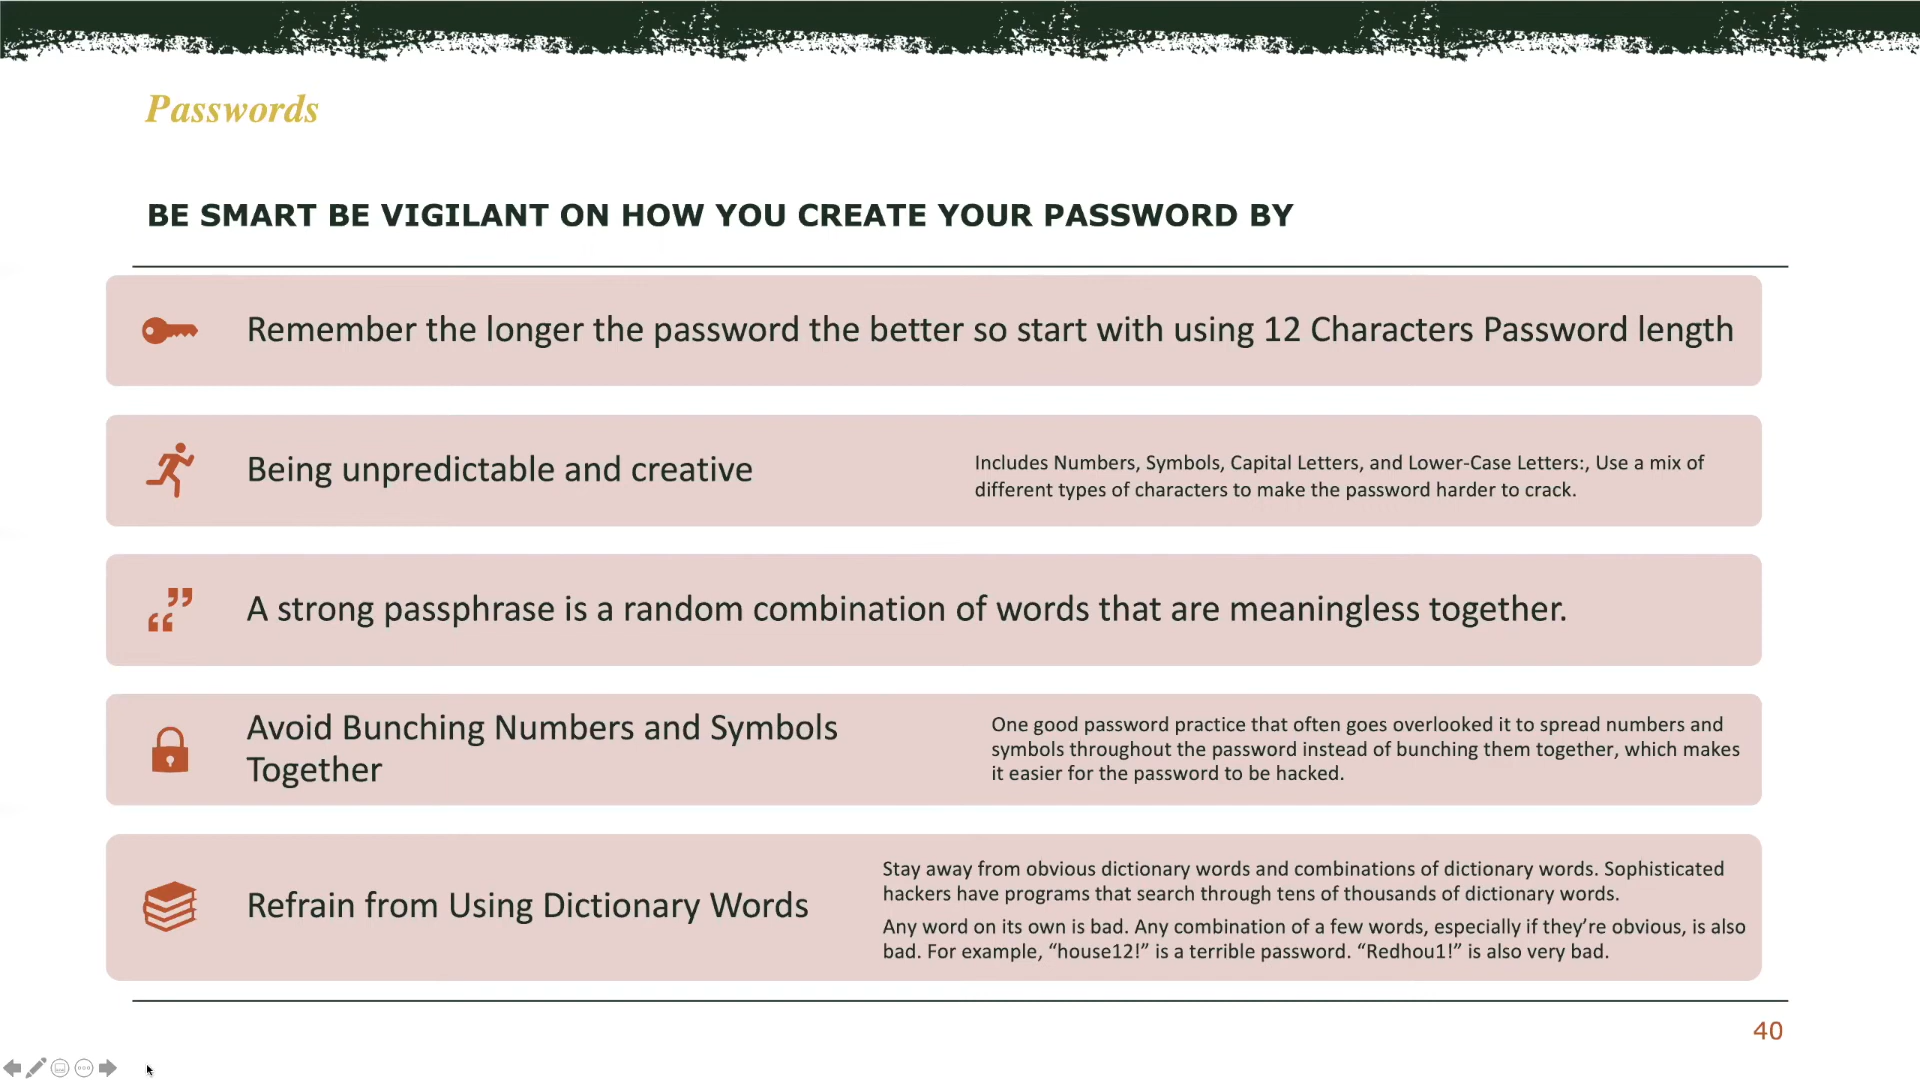 Passwords
BE SMART BE VIGILANT ON HOW YOU CREATE YOUR PASSWORD BY
Remember the longer the password the better so start with using 12 Characters Password length
Being unpredictable and creative
Includes Numbers, Symbols, Capital Letters, and Lower-Case Letters:, Use a mix of
different types of characters to make the password harder to crack.
A strong passphrase is a random combination of words that are meaningless together.
Avoid Bunching Numbers and Symbols
Together
One good password practice that often goes overlooked it to spread numbers and
symbols throughout the password instead of bunching them together, which makes
it easier for the password to be hacked.
Refrain from Using Dictionary Words
Stay away from obvious dictionary words and combinations of dictionary words. Sophisticated
hackers have programs that search through tens of thousands of dictionary words.
Any word on its own is bad. Any combination of a few words, especially if they’re obvious, is also
bad. For example, “house12!” is a terrible password. “Redhou1!” is also very bad.
40